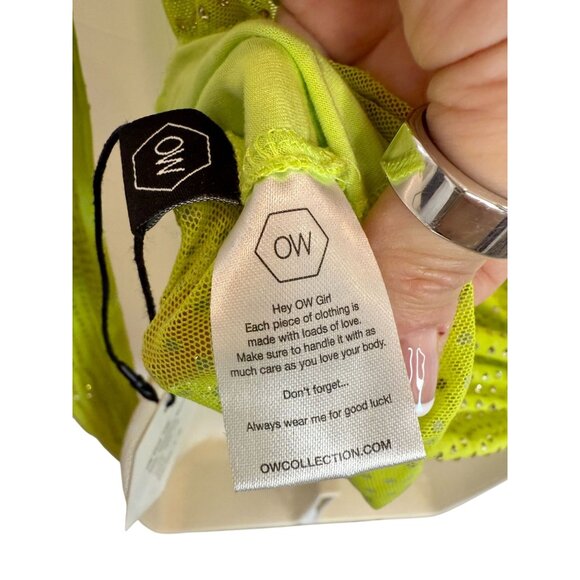 OW
OW
Hey OW Girl
Each piece of clothing is
made with loads of love.
Make sure to handle it with as
much care as you love your body.
Don't forget...
Always wear me for good luck!
OWCOLLECTION.COM